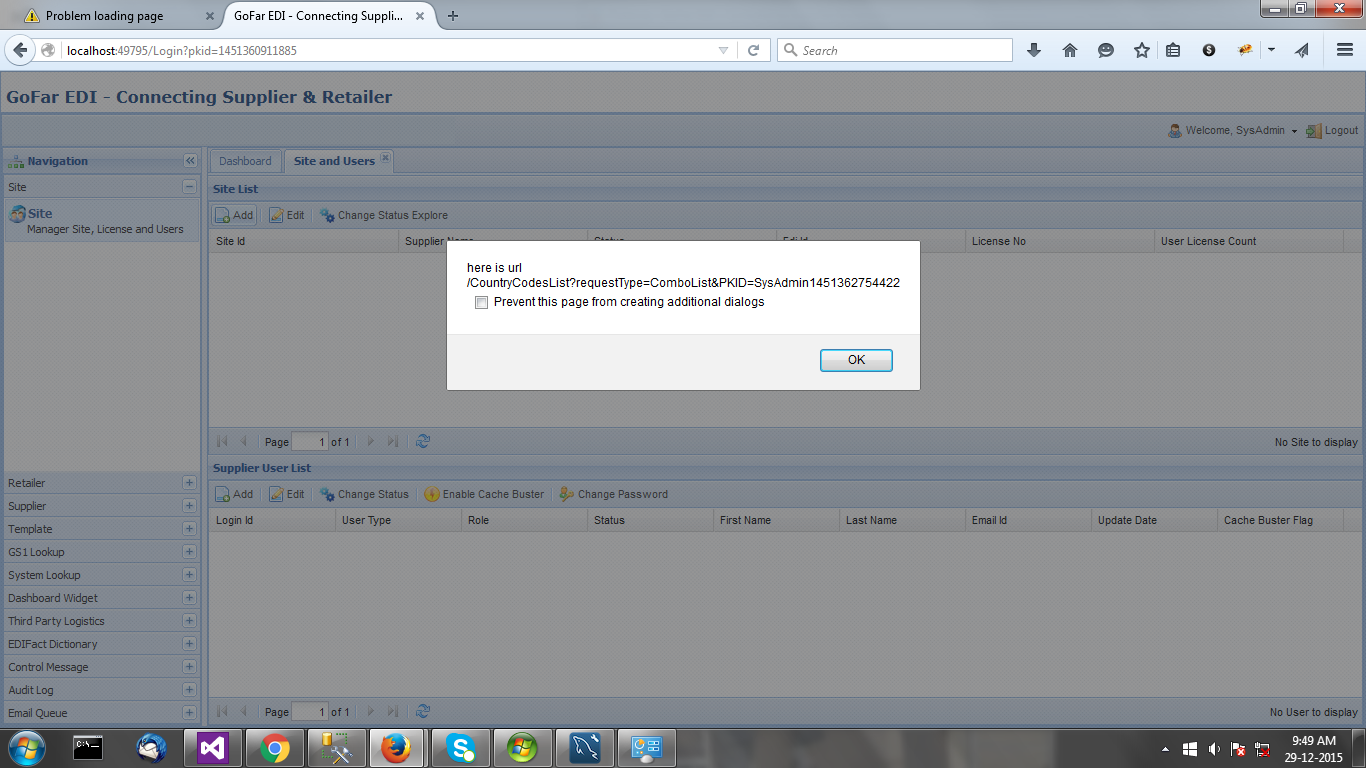 Problem loading page
GoFar EDI - Connecting Suppli...
localhost:49795/Login?pkid=1451360911885
Search
GoFar EDI - Connecting Supplier & Retailer
Welcome, SysAdmin
Logout
Navigation
Dashboard
Site and Users
Site
Site List
Site
Manager Site, License and Users
Add
Edit
Change Status Explore
Site Id
Supplier Name
Status
Edi Id
License No
User License Count
here is url
/CountryCodesList?requestType=ComboList&PKID=SysAdmin1451362754422
Prevent this page from creating additional dialogs
OK
Page 1 of 1
No Site to display
Supplier User List
Retailer
Supplier
Template
GS1 Lookup
System Lookup
Dashboard Widget
Third Party Logistics
EDIFact Dictionary
Control Message
Audit Log
Email Queue
Add
Edit
Change Status
Enable Cache Buster
Change Password
Login Id
User Type
Role
Status
First Name
Last Name
Email Id
Update Date
Cache Buster Flag
Page 1 of 1
No User to display
C:\
9:49 AM
29-12-2015